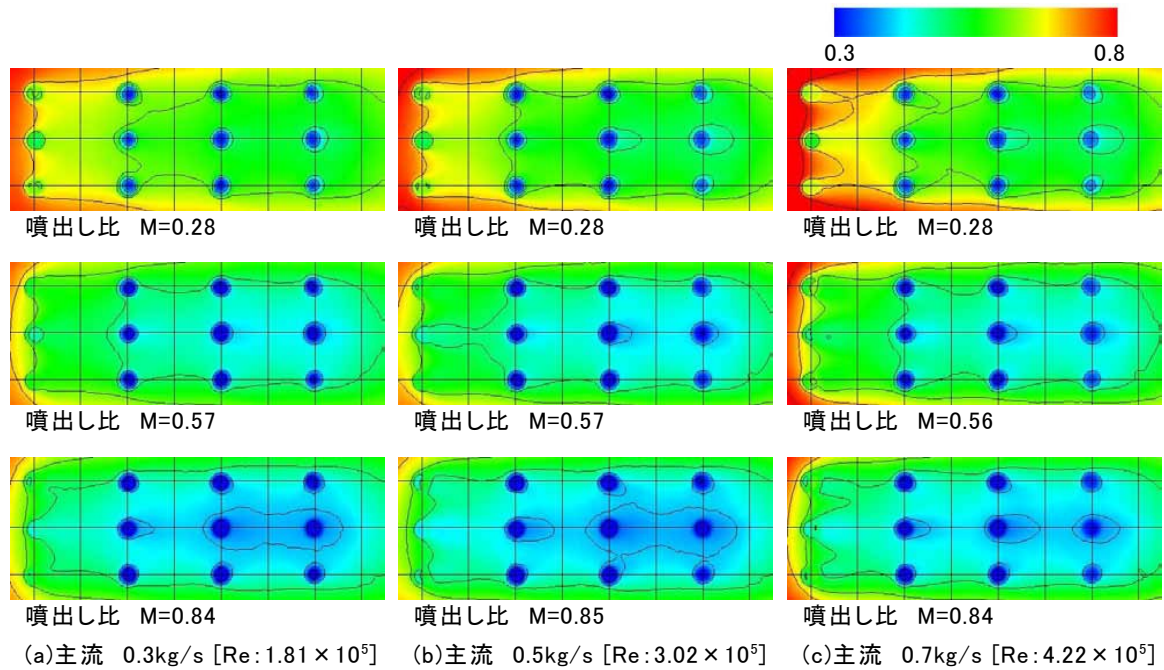 0.3 0.8
噴出し比 M=0.28 噴出し比 M=0.28 噴出し比 M=0.28
噴出し比 M=0.57 噴出し比 M=0.57 噴出し比 M=0.56
噴出し比 M=0.84 噴出し比 M=0.85 噴出し比 M=0.84
(a)主流 0.3kg/s [Re:1.81×10⁵] (b)主流 0.5kg/s [Re:3.02×10⁵] (c)主流 0.7kg/s [Re:4.22×10⁵]